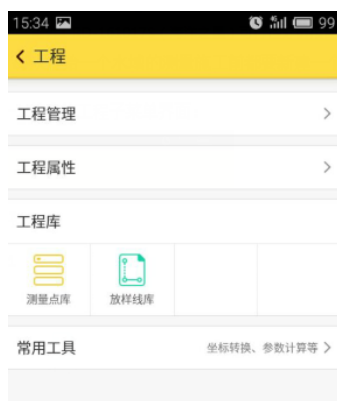 15:34 99
工程
工程管理
工程属性
工程库
测量点库 放样线库
常用工具 坐标转换、参数计算等